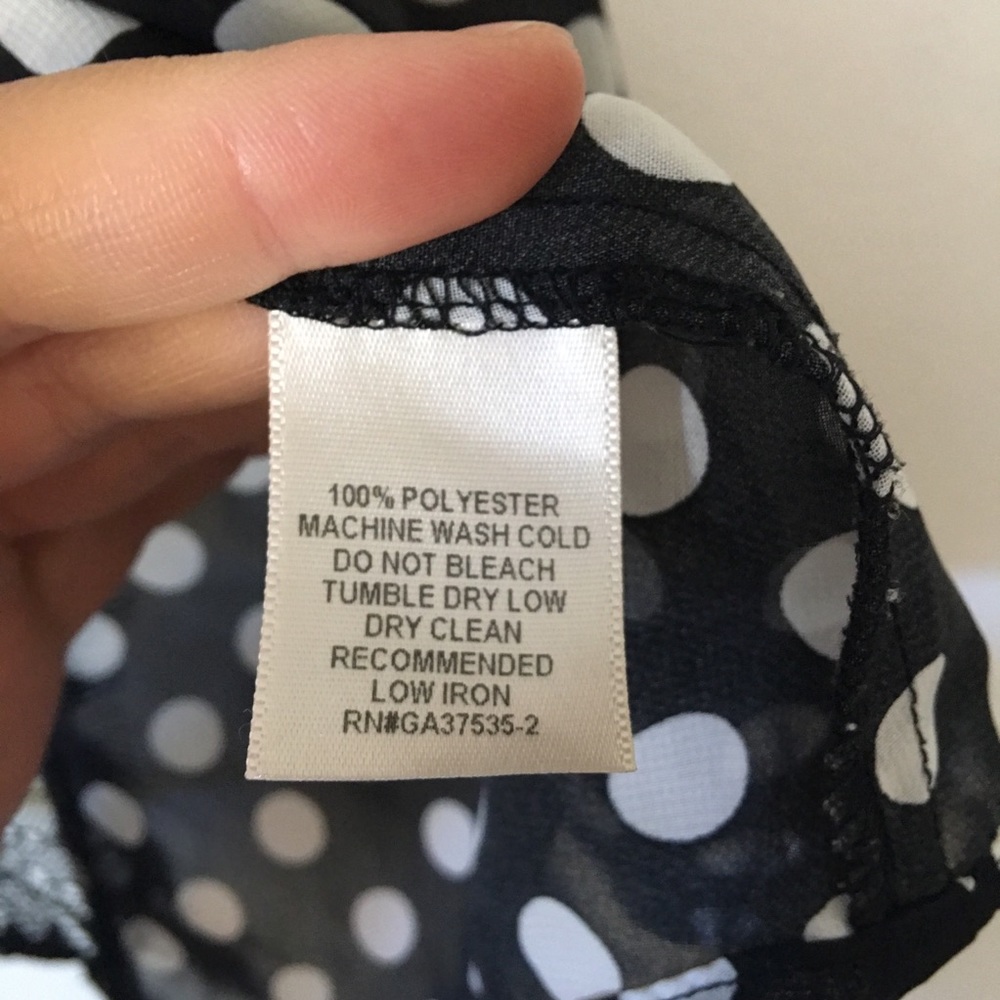 100% POLYESTER
MACHINE WASH COLD
DO NOT BLEACH
TUMBLE DRY LOW
DRY CLEAN
RECOMMENDED
LOW IRON
RN#GA37535-2